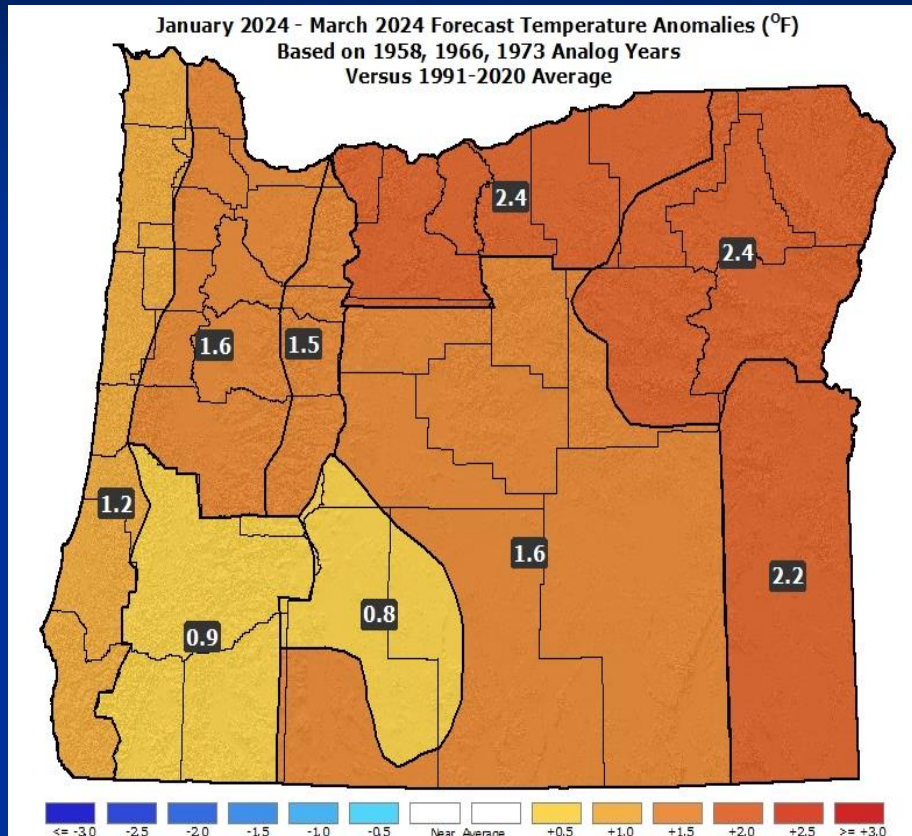 January 2024 - March 2024 Forecast Temperature Anomalies (°F)
Based on 1958, 1966, 1973 Analog Years
Versus 1991-2020 Average
2.4
2.4
1.6
1.5
1.2
1.6
2.2
0.8
0.9
<= -3.0 -2.5 -2.0 -1.5 -1.0 -0.5 Near Average +0.5 +1.0 +1.5 +2.0 +2.5 >= +3.0